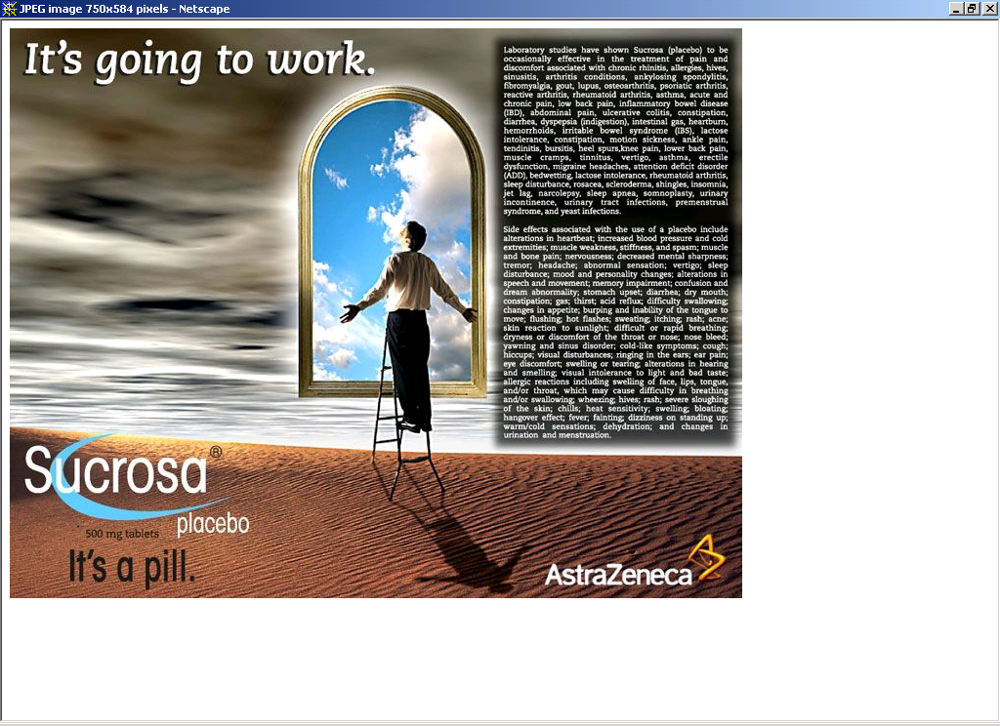 JPEG image 750x584 pixels - Netscape
It's going to work.
Laboratory studies have shown Sucrosa (placebo) to be
occasionally effective in the treatment of pain and
discomfort associated with chronic rhinitis, allergies, hives,
sinusitis, arthritis conditions, ankylosing spondylitis,
fibromyalgia, gout, lupus, osteoarthritis, psoriatic arthritis,
reactive arthritis, rheumatoid arthritis, asthma, acute and
chronic pain, low back pain, inflammatory bowel disease
(IBD), abdominal pain, ulcerative colitis, constipation,
diarrhea, dyspepsia (indigestion), intestinal gas, heartburn,
hemorrhoids, irritable bowel syndrome (IBS), lactose
intolerance, constipation, motion sickness, ankle pain,
tendinitis, bursitis, heel spurs,knee pain, lower back pain,
muscle cramps, tinnitus, vertigo, asthma, erectile
dysfunction, migraine headaches, attention deficit disorder
(ADD), bedwetting, lactose intolerance, rheumatoid arthritis,
sleep disturbance, rosacea, scleroderma, shingles, insomnia,
jet lag, narcolepsy, sleep apnea, somnoplasty, urinary
incontinence, urinary tract infections, premenstrual
syndrome, and yeast infections.
Side effects associated with the use of a placebo include
alterations in heartbeat; increased blood pressure and cold
extremities; muscle weakness, stiffness, and spasm; muscle
and bone pain; nervousness; decreased mental sharpness;
tremor; headache; abnormal sensation; vertigo; sleep
disturbance; mood and personality changes; alterations in
speech and movement; memory impairment; confusion and
dream abnormality; stomach upset; diarrhea; dry mouth;
constipation; gas; thirst; acid reflux; difficulty swallowing;
changes in appetite; burping and inability of the tongue to
move; flushing; hot flashes; sweating; itching; rash; acne;
skin reaction to sunlight; difficult or rapid breathing;
dryness or discomfort of the throat or nose; nose bleed;
yawning and sinus disorder; cold-like symptoms; cough;
hiccups; visual disturbances; ringing in the ears; ear pain;
eye discomfort; swelling or tearing; alterations in hearing
and smelling; visual intolerance to light and bad taste;
allergic reactions including swelling of face, lips, tongue,
and/or throat, which may cause difficulty in breathing
and/or swallowing; wheezing; hives; rash; severe sloughing
of the skin; chills; heat sensitivity; swelling; bloating;
hangover effect; fever; fainting; dizziness on standing up;
warm/cold sensations; dehydration; and changes in
urination and menstruation.
Sucrosa®
placebo
500 mg tablets
It's a pill.
AstraZeneca